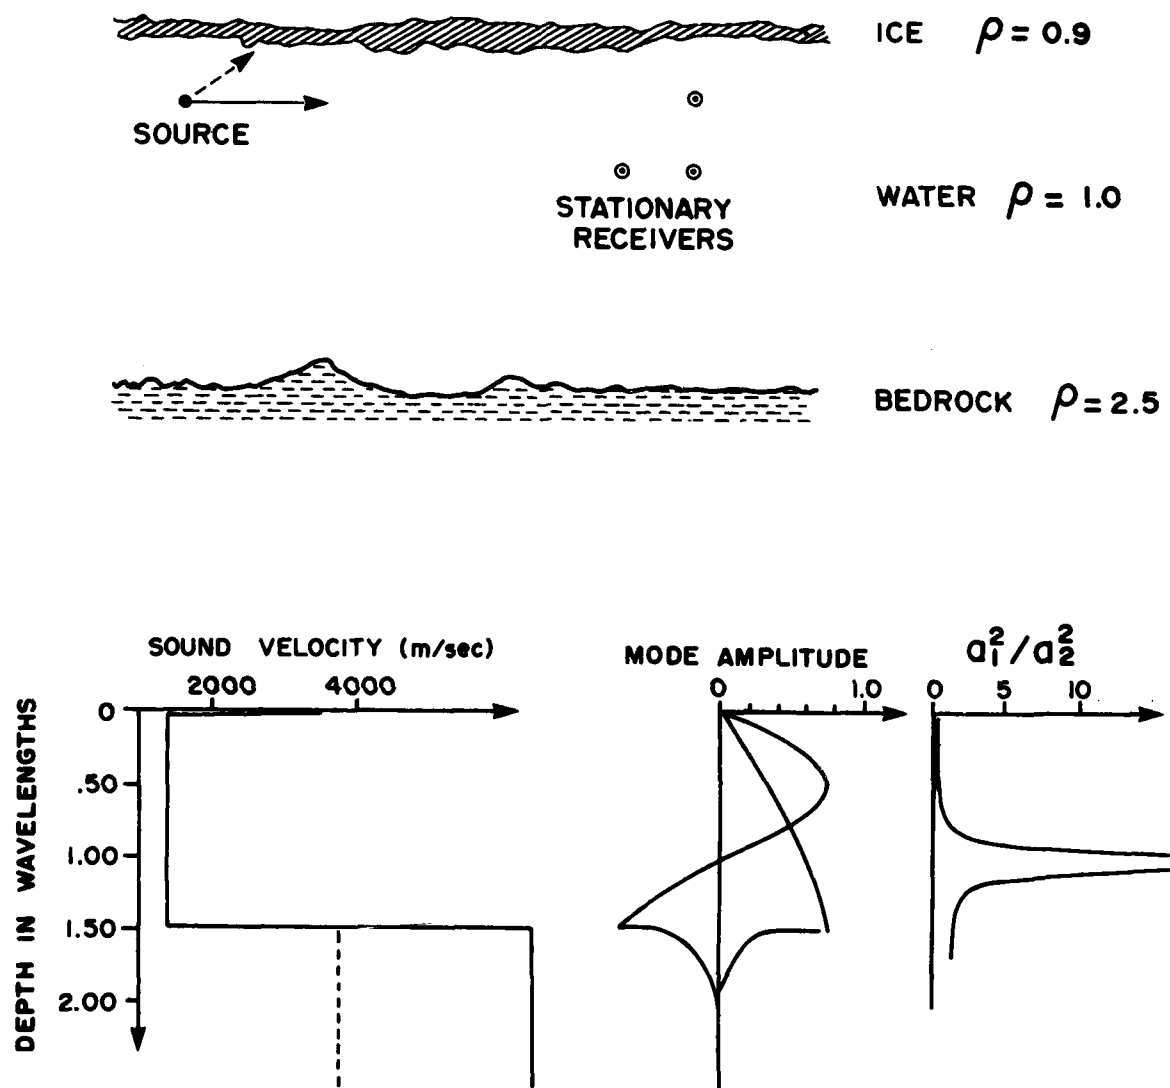 ICE ρ = 0.9
SOURCE
WATER ρ = 1.0
STATIONARY
RECEIVERS
BEDROCK ρ = 2.5
SOUND VELOCITY (m/sec)
2000 4000
MODE AMPLITUDE
0 1.0
a₁²/a₂²
0 5 10
DEPTH IN WAVELENGTHS
0
.50
1.00
1.50
2.00